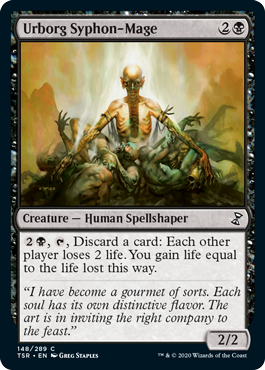 Urborg Syphon-Mage 2
Creature — Human Spellshaper
2, Discard a card: Each other
player loses 2 life. You gain life
equal to the life lost this way.
“I have become a gourmet of sorts. Each
soul has its own distinctive flavor. The
art is in inviting the right company to
the feast.”
2/2
148/289 C
TSR • EN Greg Staples
™ & © 2020 Wizards of the Coast